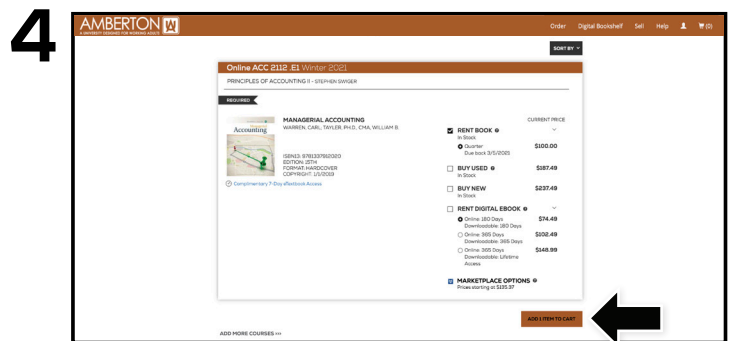 4
AMBERTON
A UNIVERSITY DESIGNED FOR WORKING ADULTS
Order Digital Bookshelf Sell Help (0)
SORT BY
Online ACC 2112 .E1 Winter 2021
PRINCIPLES OF ACCOUNTING II - STEPHEN SWIGER
REQUIRED
Accounting
MANAGERIAL ACCOUNTING
WARREN, CARL; TAYLER, PH.D., CMA, WILLIAM B.
ISBN13: 9781337912020
EDITION: 15TH
FORMAT: HARDCOVER
COPYRIGHT: 1/1/2019
Complimentary 7-Day eTextbook Access
CURRENT PRICE
RENT BOOK
In Stock
Quarter $100.00
Due back 3/5/2025
BUY USED $187.49
In Stock
BUY NEW $237.49
In Stock
RENT DIGITAL EBOOK
Online: 180 Days $74.49
Downloadable: 180 Days
Online: 365 Days $102.49
Downloadable: 365 Days
Online: 365 Days $148.99
Downloadable: Lifetime
Access
MARKETPLACE OPTIONS
Prices starting at $135.37
ADD 1 ITEM TO CART
ADD MORE COURSES >>>